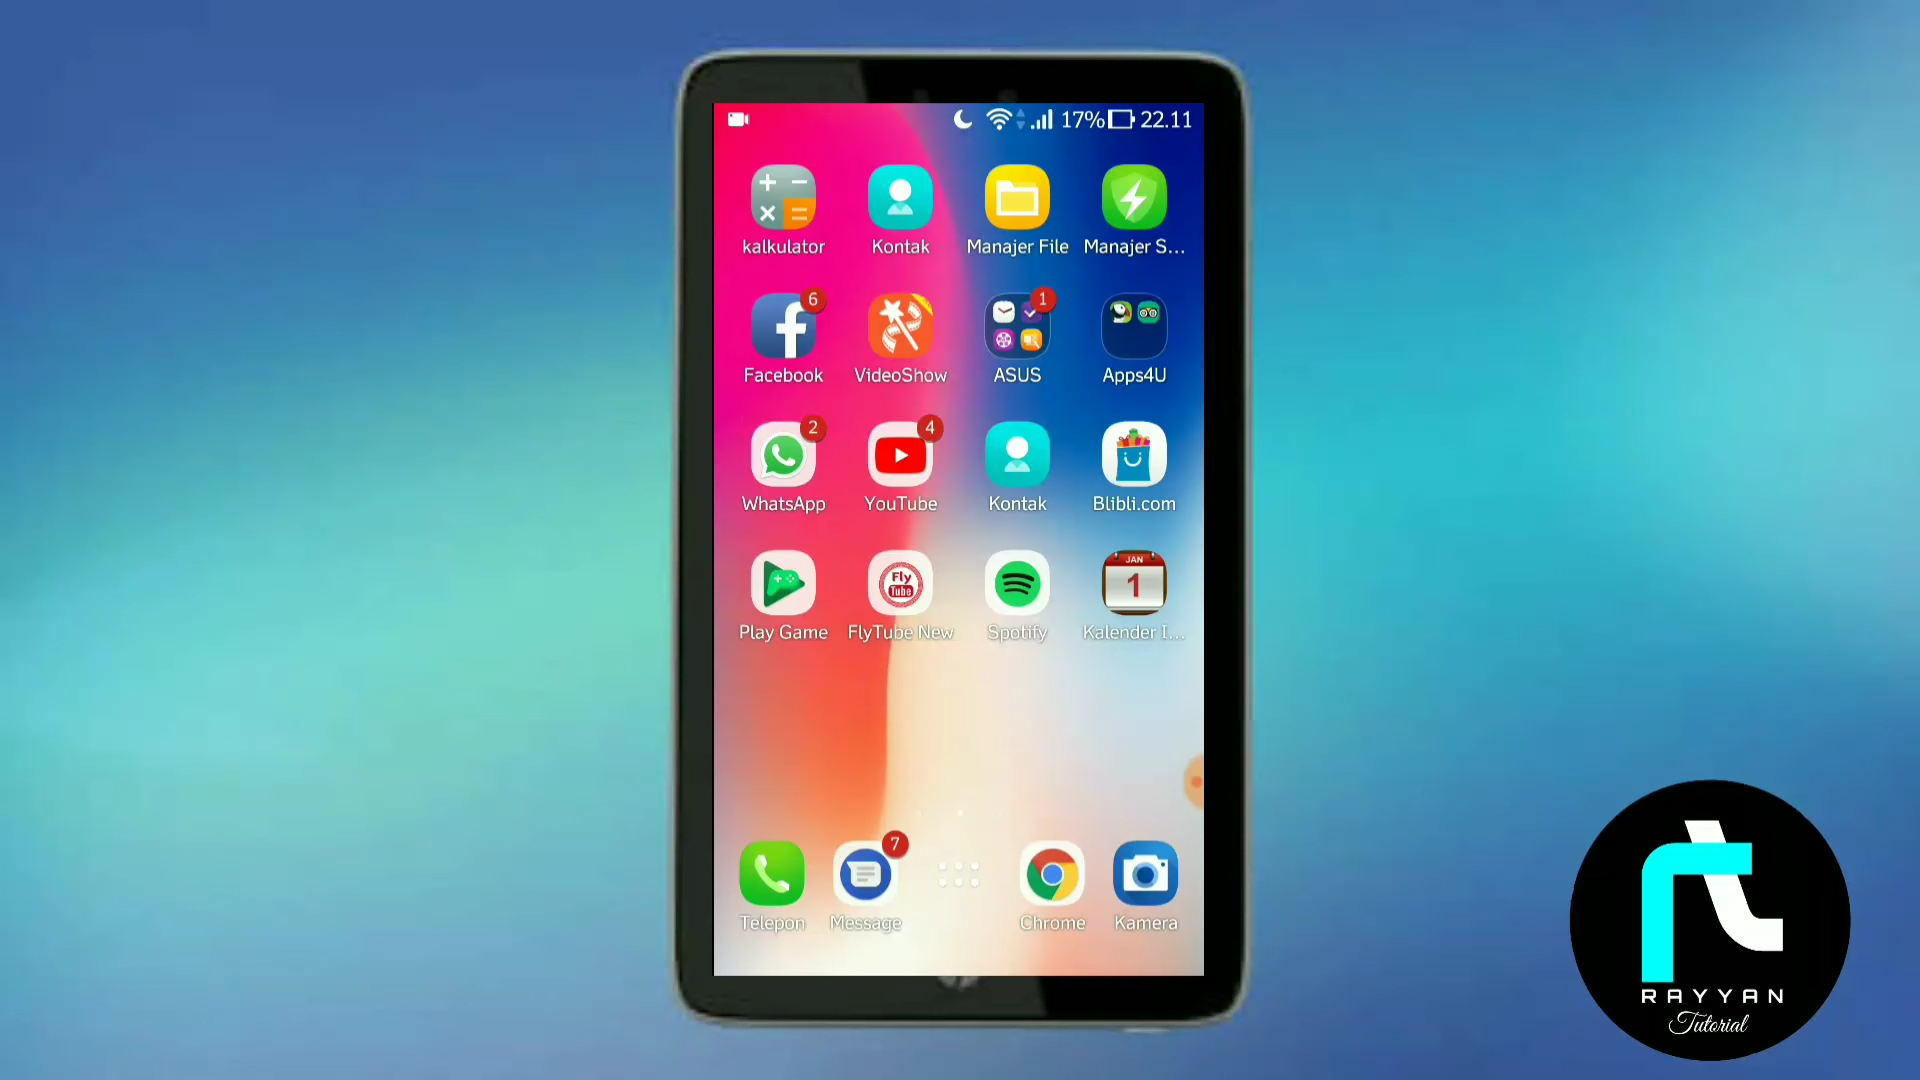 17% 22.11
kalkulator Kontak Manajer File Manajer S...
6 1
Facebook VideoShow ASUS Apps4U
2 4
WhatsApp YouTube Kontak Blibli.com
Fly
Tube
JAN
1
Play Game FlyTube New Spotify Kalender I...
7
Telepon Message Chrome Kamera
RAYYAN
Tutorial